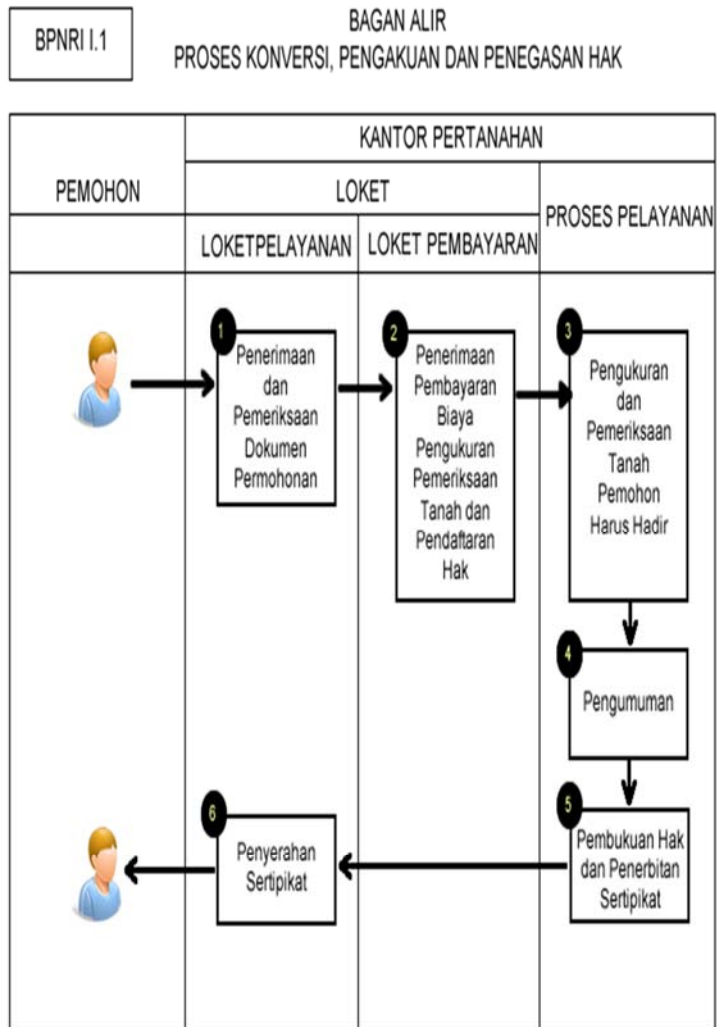 BPNRI I.1
BAGAN ALIR
PROSES KONVERSI, PENGAKUAN DAN PENEGASAN HAK
KANTOR PERTANAHAN
PEMOHON
LOKET
PROSES PELAYANAN
LOKETPELAYANAN
LOKET PEMBAYARAN
1
Penerimaan
dan
Pemeriksaan
Dokumen
Permohonan
2
Penerimaan
Pembayaran
Biaya
Pengukuran
Pemeriksaan
Tanah dan
Pendaftaran
Hak
3
Pengukuran
dan
Pemeriksaan
Tanah
Pemohon
Harus Hadir
4
Pengumuman
5
Pembukuan Hak
dan Penerbitan
Sertipikat
6
Penyerahan
Sertipikat